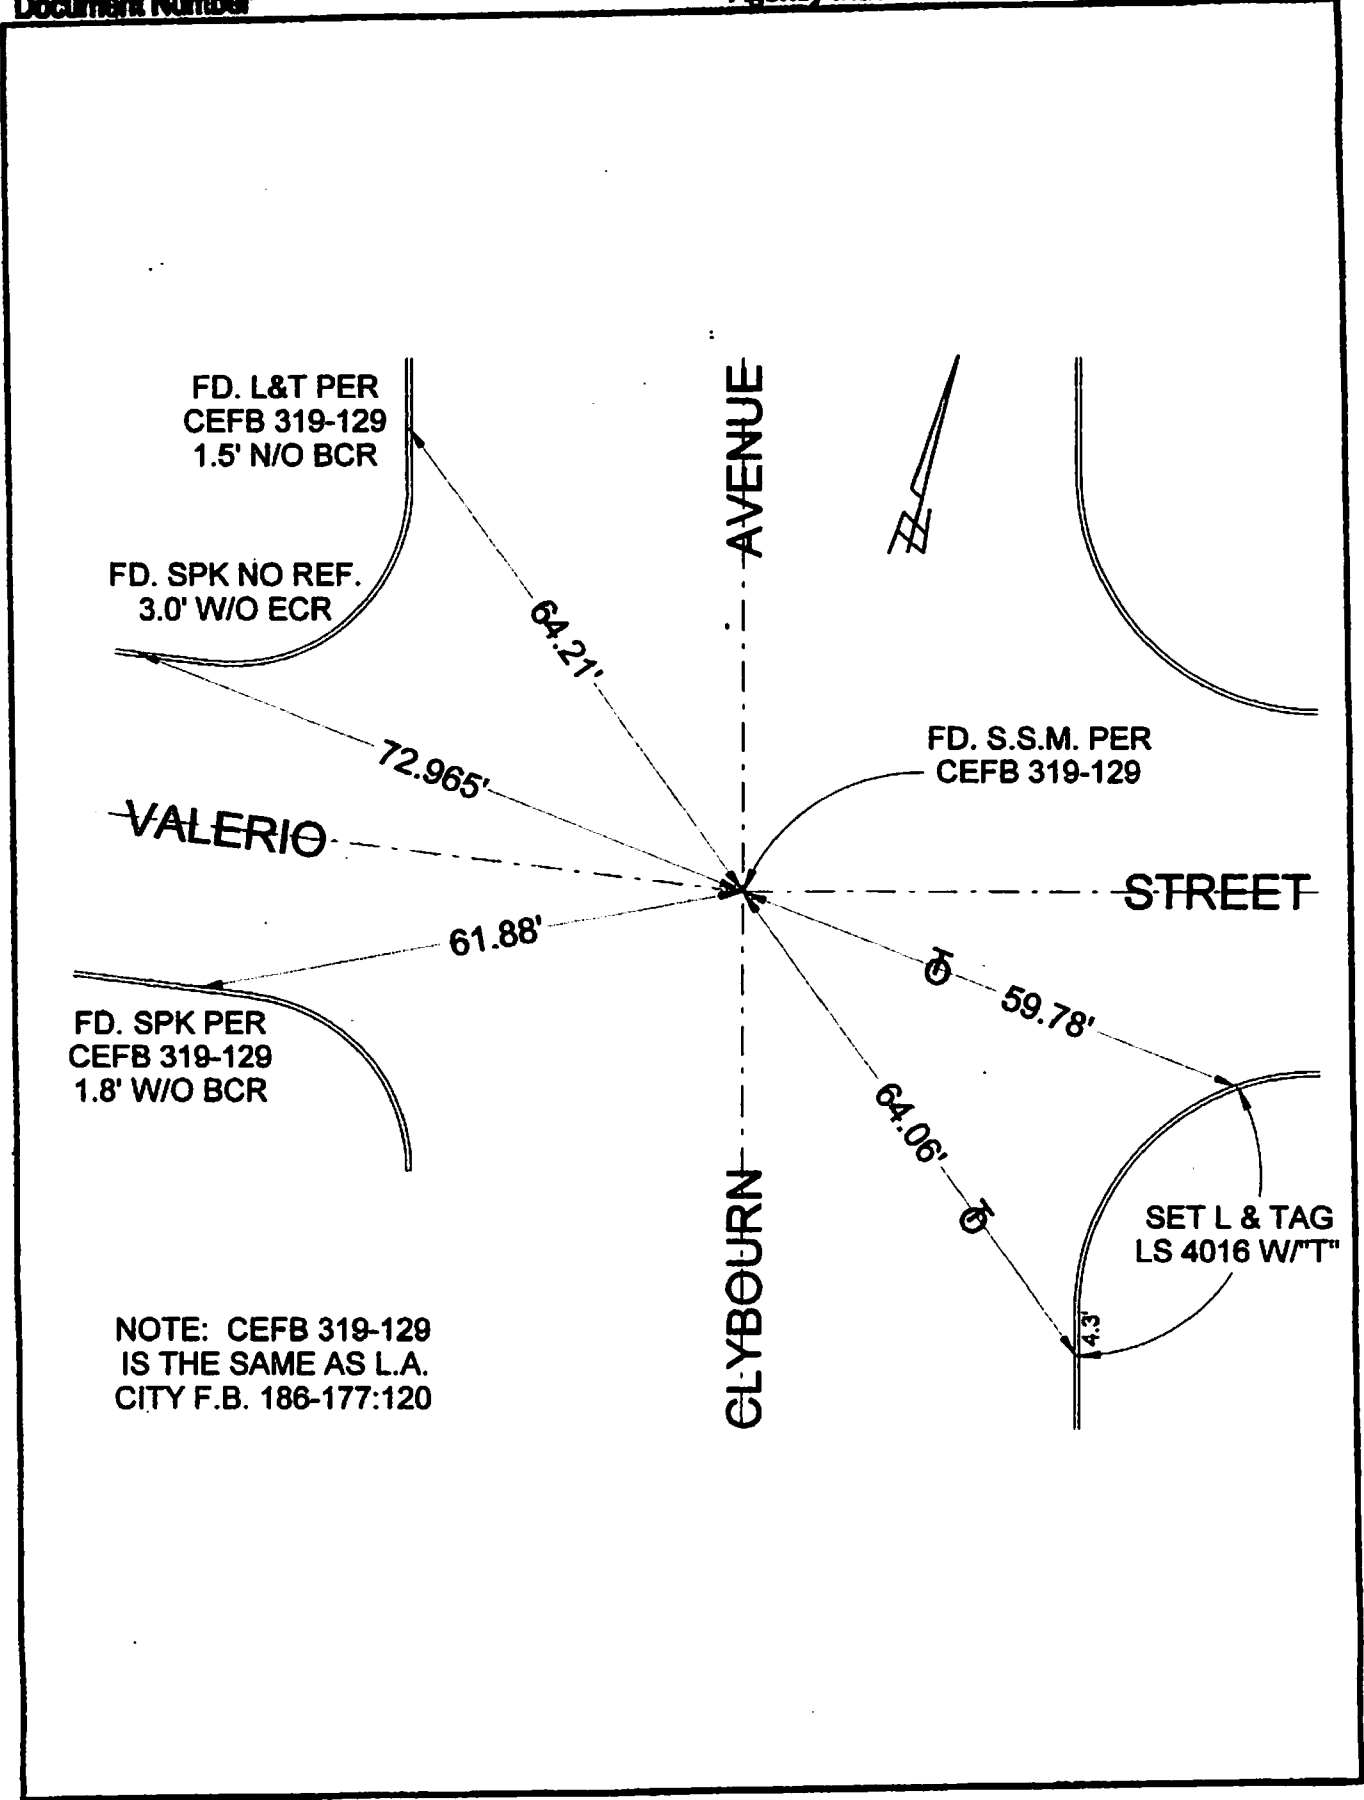 Document Number
FD. L&T PER
CEFB 319-129
1.5' N/O BCR
AVENUE
FD. SPK NO REF.
3.0' W/O ECR
64.21'
72.965'
FD. S.S.M. PER
CEFB 319-129
VALERIO
STREET
61.88'
59.78'
FD. SPK PER
CEFB 319-129
1.8' W/O BCR
64.06'
CLYBOURN
SET L & TAG
LS 4016 W/"T"
4.3'
NOTE: CEFB 319-129
IS THE SAME AS L.A.
CITY F.B. 186-177:120